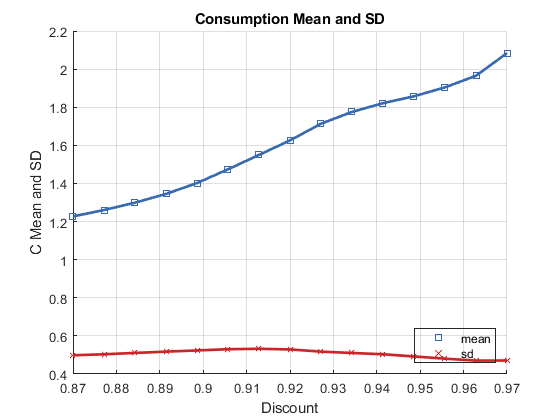 Consumption Mean and SD
2.2
2
1.8
1.6
1.4
1.2
1
0.8
0.6
0.4
C Mean and SD
mean
sd
0.87 0.88 0.89 0.9 0.91 0.92 0.93 0.94 0.95 0.96 0.97
Discount